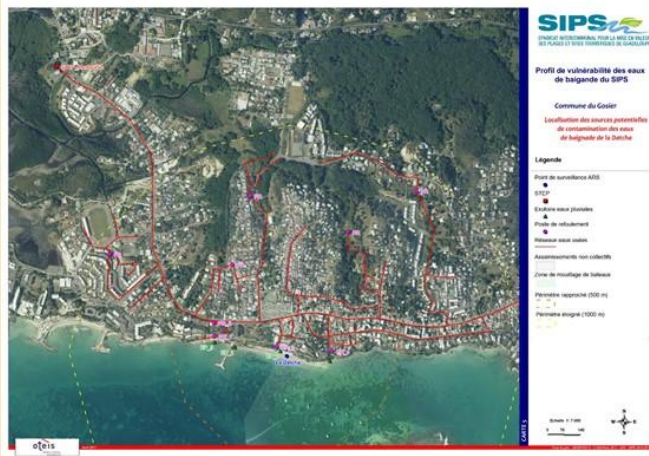 SIPS
SYNDICAT INTERCOMMUNAL POUR LA MISE EN VALEUR
DES PLAGES ET SITES TOURISTIQUES DE GUADELOUPE
Profil de vulnérabilité des eaux
de baigande du SIPS
Commune du Gosier
Localisation des sources potentielles
de contamination des eaux
de baignade de la Datcha
Légende
Point de surveillance ARS
STEP
Exutoire eaux pluviales
Poste de refoulement
Réseaux eaux usées
Assainissements non collectifs
Zone de mouillage de bateaux
Périmètre rapproché (500 m)
Périmètre éloigné (1000 m)
La Datcha
CARTE 5
N
W E
S
oteis